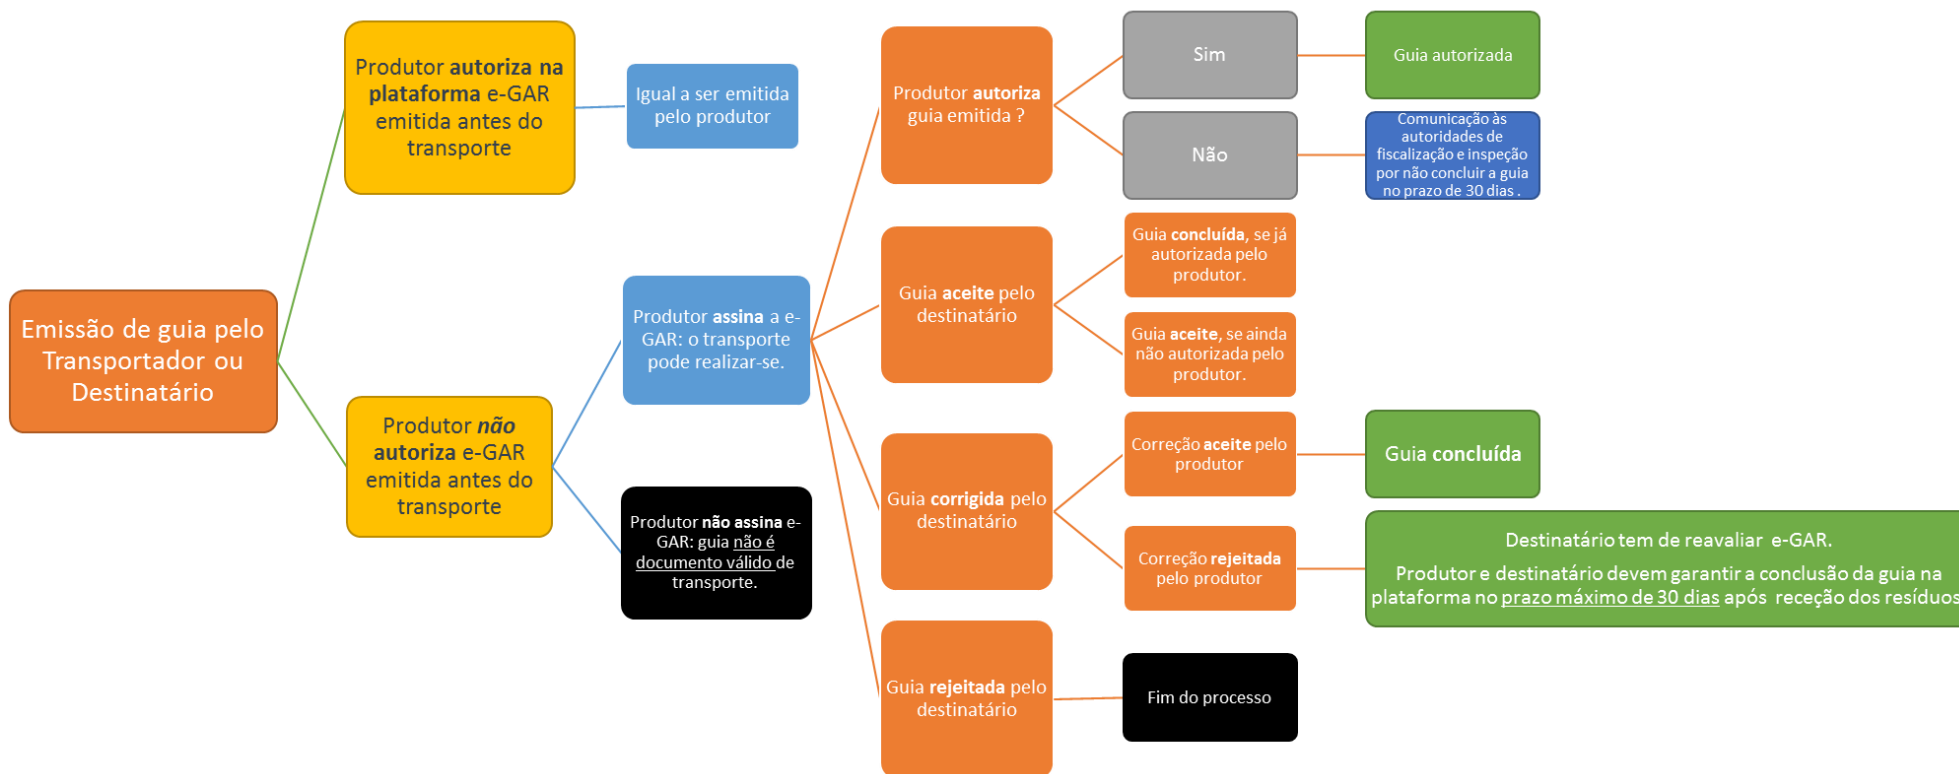 Emissão de guia pelo
Transportador ou
Destinatário
Produtor autoriza na
plataforma e-GAR
emitida antes do
transporte
Igual a ser emitida
pelo produtor
Produtor não
autoriza e-GAR
emitida antes do
transporte
Produtor assina a e-
GAR: o transporte
pode realizar-se.
Produtor autoriza
guia emitida ?
Sim
Guia autorizada
Não
Comunicação às
autoridades de
fiscalização e inspeção
por não concluir a guia
no prazo de 30 dias .
Guia aceite pelo
destinatário
Guia concluída, se já
autorizada pelo
produtor.
Guia aceite, se ainda
não autorizada pelo
produtor.
Guia corrigida pelo
destinatário
Correção aceite pelo
produtor
Guia concluída
Correção rejeitada
pelo produtor
Destinatário tem de reavaliar e-GAR.
Produtor e destinatário devem garantir a conclusão da guia na
plataforma no prazo máximo de 30 dias após receção dos resíduos
Guia rejeitada pelo
destinatário
Fim do processo
Produtor não assina e-
GAR: guia não é
documento válido de
transporte.